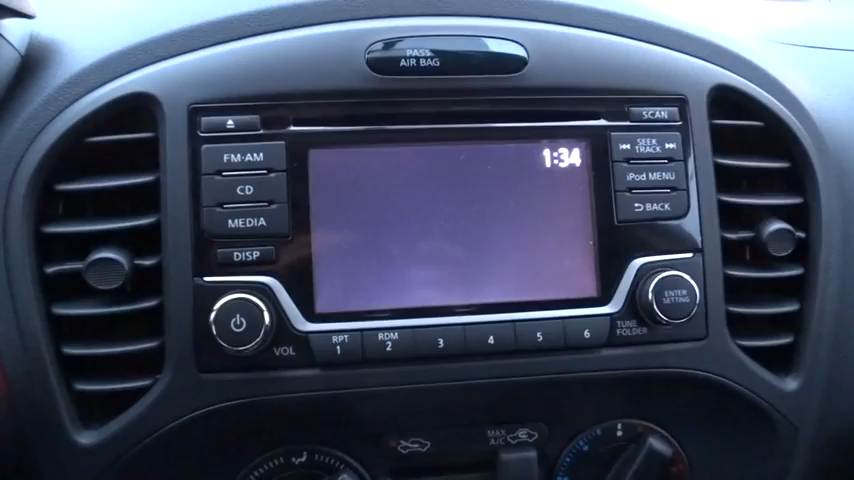 PASS
AIR BAG
SCAN
FM·AM
1:34
SEEK
TRACK
CD
iPod MENU
MEDIA
BACK
DISP
ENTER
SETTING
VOL
RPT
1
RDM
2
3
4
5
6
TUNE
FOLDER
MAX
A/C